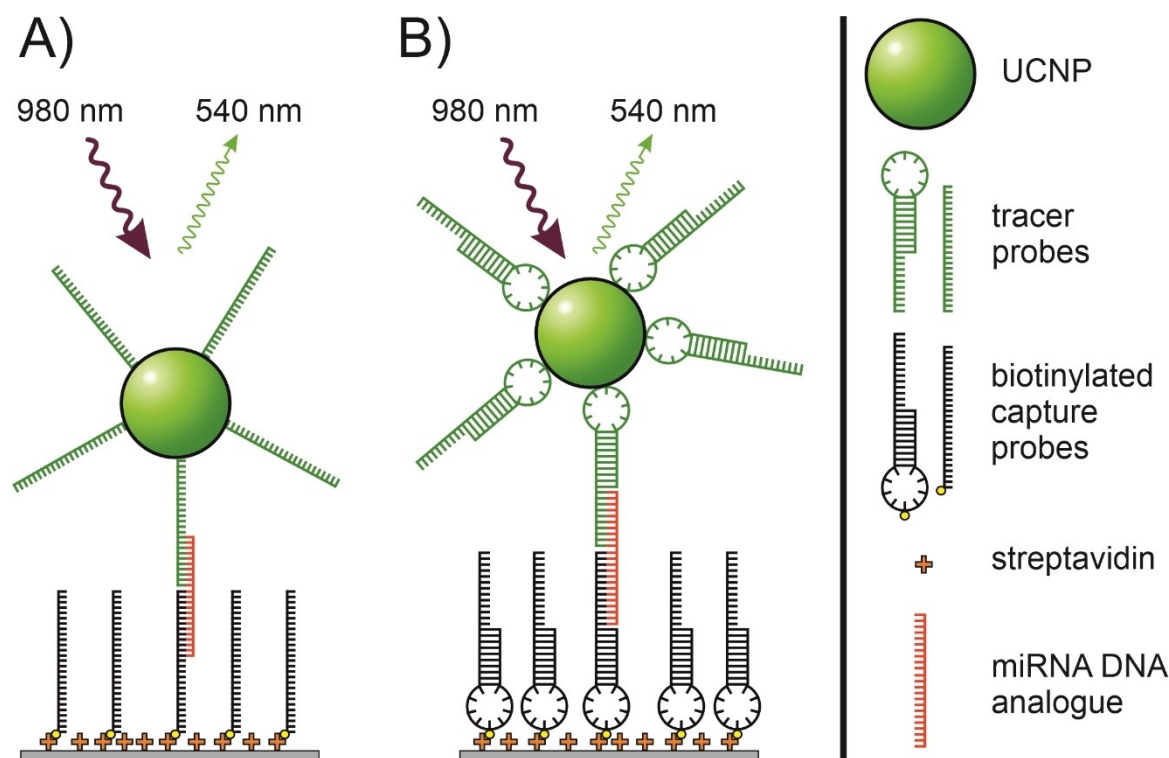 A)
980 nm
540 nm
B)
980 nm
540 nm
UCNP
tracer
probes
biotinylated
capture
probes
streptavidin
miRNA DNA
analogue